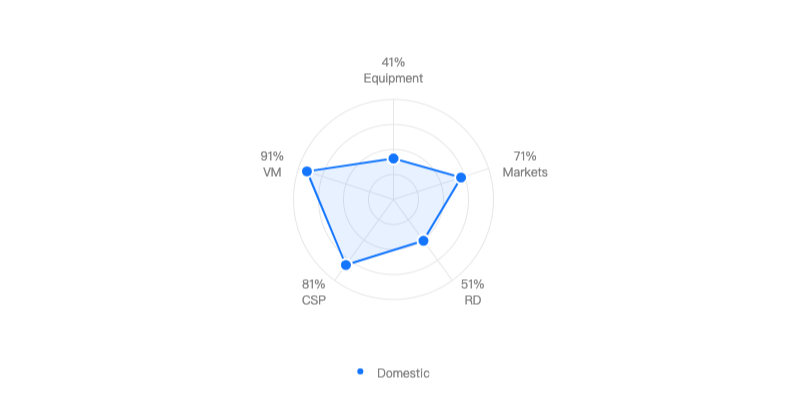 41%
Equipment
91%
VM
71%
Markets
81%
CSP
51%
RD
Domestic